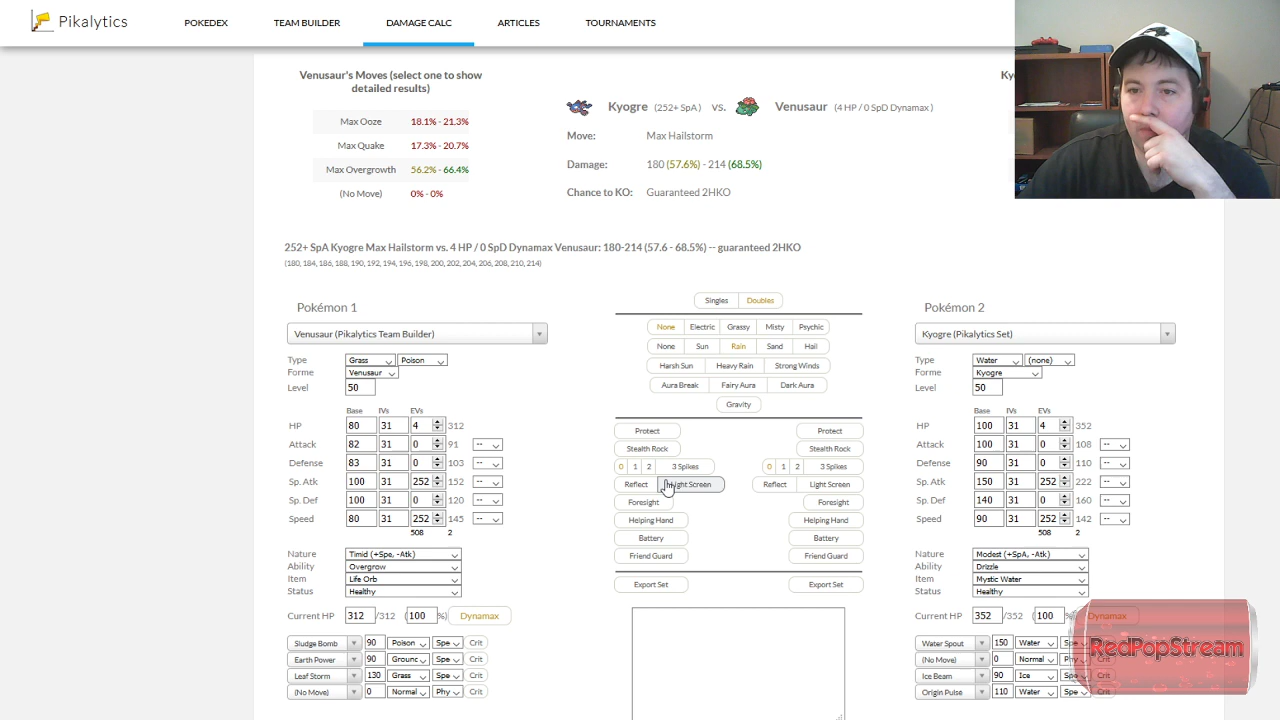 Pikalytics POKEDEX TEAM BUILDER DAMAGE CALC ARTICLES TOURNAMENTS
Venusaur's Moves (select one to show
detailed results)
Max Ooze 18.1% - 21.3%
Max Quake 17.3% - 20.7%
Max Overgrowth 56.2% - 66.4%
(No Move) 0% - 0%
Ky
Kyogre (252+ SpA) VS. Venusaur (4 HP / 0 SpD Dynamax )
Move: Max Hailstorm
Damage: 180 (57.6%) - 214 (68.5%)
Chance to KO: Guaranteed 2HKO
252+ SpA Kyogre Max Hailstorm vs. 4 HP / 0 SpD Dynamax Venusaur: 180-214 (57.6 - 68.5%) -- guaranteed 2HKO
(180, 184, 186, 188, 190, 192, 194, 196, 198, 200, 202, 204, 206, 208, 210, 214)
Pokémon 1
Venusaur (Pikalytics Team Builder)
Type Grass Poison
Forme Venusaur
Level 50
Base IVs EVs
HP 80 31 4 312
Attack 82 31 0 91 --
Defense 83 31 0 103 --
Sp. Atk 100 31 252 152 --
Sp. Def 100 31 0 120 --
Speed 80 31 252 145 --
508 2
Nature Timid (+Spe, -Atk)
Ability Overgrow
Item Life Orb
Status Healthy
Current HP 312 /312 ( 100 %) Dynamax
Sludge Bomb 90 Poison Spe Crit
Earth Power 90 Grounc Spe Crit
Leaf Storm 130 Grass Spe Crit
(No Move) 0 Normal Phy Crit
Singles Doubles
None Electric Grassy Misty Psychic
None Sun Rain Sand Hail
Harsh Sun Heavy Rain Strong Winds
Aura Break Fairy Aura Dark Aura
Gravity
Protect Protect
Stealth Rock Stealth Rock
0 1 2 3 Spikes 0 1 2 3 Spikes
Reflect Light Screen Reflect Light Screen
Foresight Foresight
Helping Hand Helping Hand
Battery Battery
Friend Guard Friend Guard
Export Set Export Set
Pokémon 2
Kyogre (Pikalytics Set)
Type Water (none)
Forme Kyogre
Level 50
Base IVs EVs
HP 100 31 4 352
Attack 100 31 0 108 --
Defense 90 31 0 110 --
Sp. Atk 150 31 252 222 --
Sp. Def 140 31 0 160 --
Speed 90 31 252 142 --
508 2
Nature Modest (+SpA, -Atk)
Ability Drizzle
Item Mystic Water
Status Healthy
Current HP 352 /352 ( 100 %) Dynamax
Water Spout 150 Water Spe Crit
(No Move) 0 Normal Phy Crit
Ice Beam 90 Ice Spe Crit
Origin Pulse 110 Water Spe Crit
RedPopStream